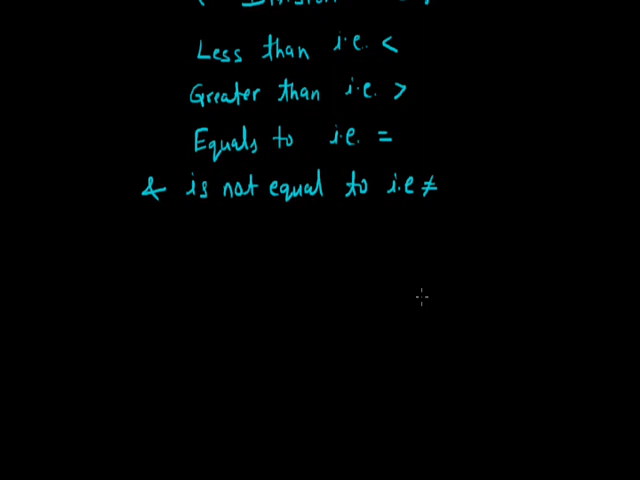 Less than i.e. <
Greater than i.e. >
Equals to i.e. =
& is not equal to i.e ≠